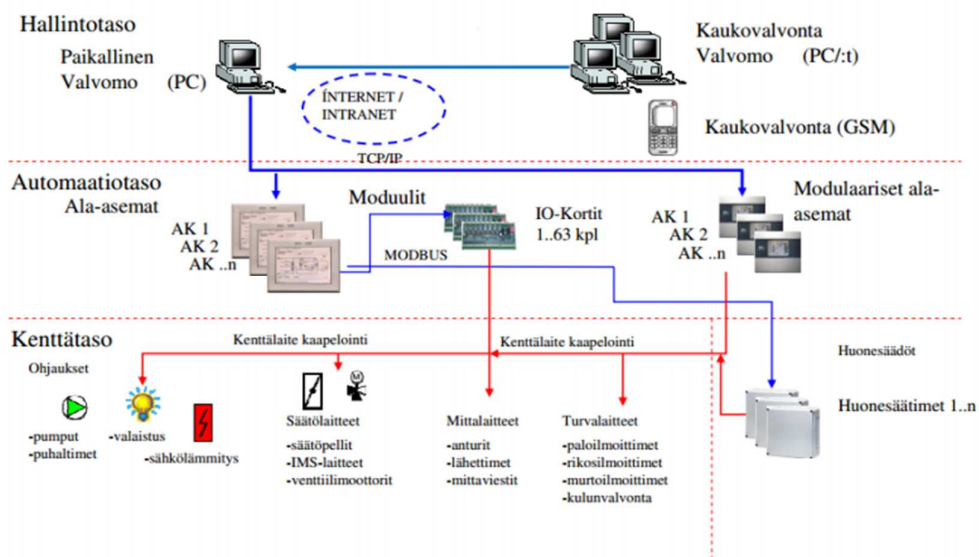 Hallintotaso
Paikallinen
Valvomo (PC)
Kaukovalvonta
Valvomo (PC/:t)
ÍNTERNET /
INTRANET
Kaukovalvonta (GSM)
TCP/IP
Automaatiotaso
Ala-asemat
AK 1
AK 2
AK ..n
Moduulit
IO-Kortit
1..63 kpl
MODBUS
Modulaariset ala-
asemat
AK 1
AK 2
AK ..n
Kenttätaso
Kenttälaite kaapelointi
Kenttälaite kaapelointi
Huonesäädöt
Huonesäätimet 1..n
Ohjaukset
-pumput
-puhaltimet
-valaistus
-sähkölämmitys
M
Säätölaitteet
-säätöpellit
-IMS-laitteet
-venttiilimoottorit
Mittalaitteet
-anturit
-lähettimet
-mittaviestit
Turvalaitteet
-paloilmoittimet
-rikosilmoittimet
-murtoilmoittimet
-kulunvalvonta